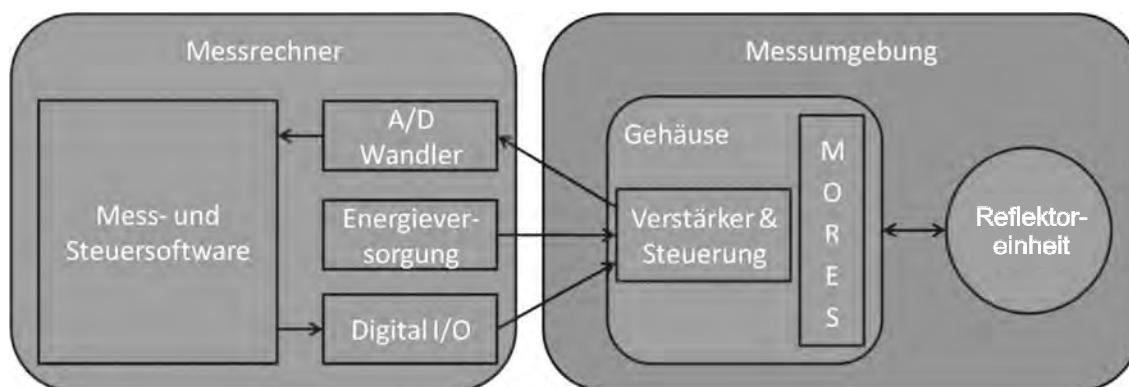 Messrechner
Mess- und
Steuersoftware
A/D
Wandler
Energiever-
sorgung
Digital I/O
Messumgebung
Gehäuse
Verstärker &
Steuerung
M
O
R
E
S
Reflektor-
einheit